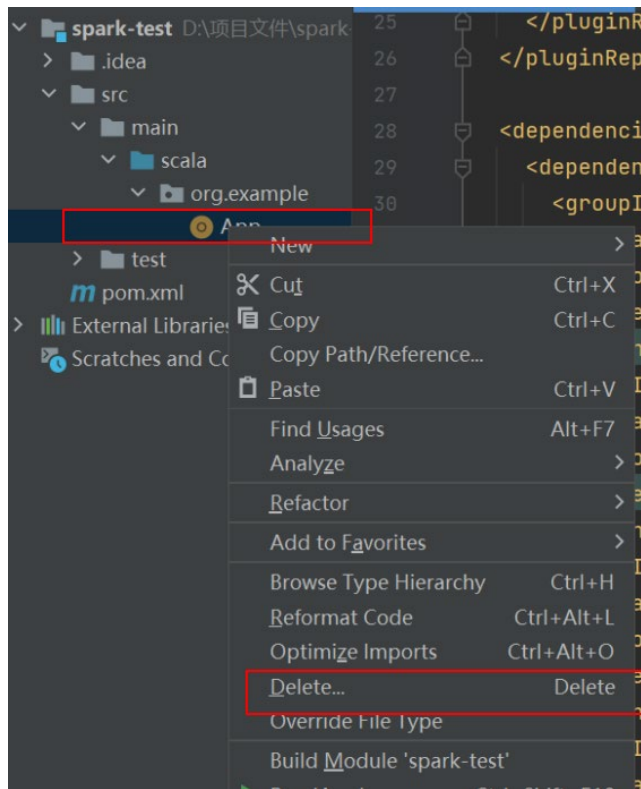 spark-test D:\项目文件\spark-
.idea
src
main
scala
org.example
App
test
pom.xml
External Libraries
Scratches and Co
25 </pluginR
26 </pluginRep
27
28 <dependenci
29 <dependen
30 <groupI
New
Cut Ctrl+X
Copy Ctrl+C
Copy Path/Reference...
Paste Ctrl+V
Find Usages Alt+F7
Analyze
Refactor
Add to Favorites
Browse Type Hierarchy Ctrl+H
Reformat Code Ctrl+Alt+L
Optimize Imports Ctrl+Alt+O
Delete... Delete
Override File Type
Build Module 'spark-test'